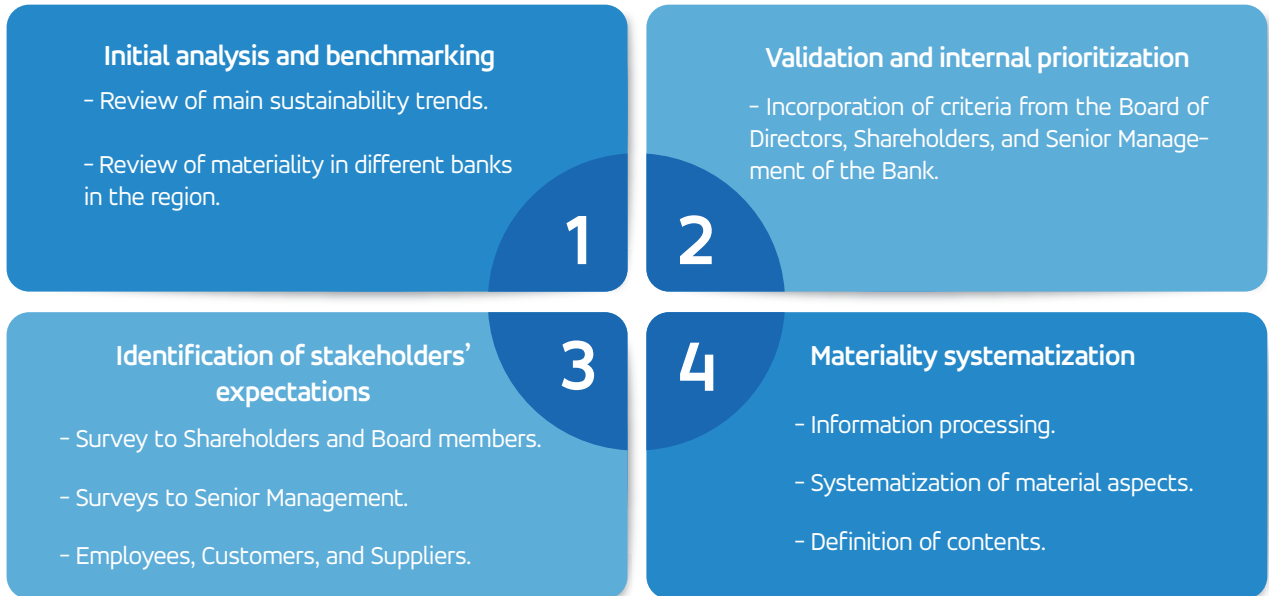 Initial analysis and benchmarking
- Review of main sustainability trends.
- Review of materiality in different banks
in the region.
1
Validation and internal prioritization
- Incorporation of criteria from the Board of
Directors, Shareholders, and Senior Manage-
ment of the Bank.
2
Identification of stakeholders’
expectations
- Survey to Shareholders and Board members.
- Surveys to Senior Management.
- Employees, Customers, and Suppliers.
3
Materiality systematization
- Information processing.
- Systematization of material aspects.
- Definition of contents.
4